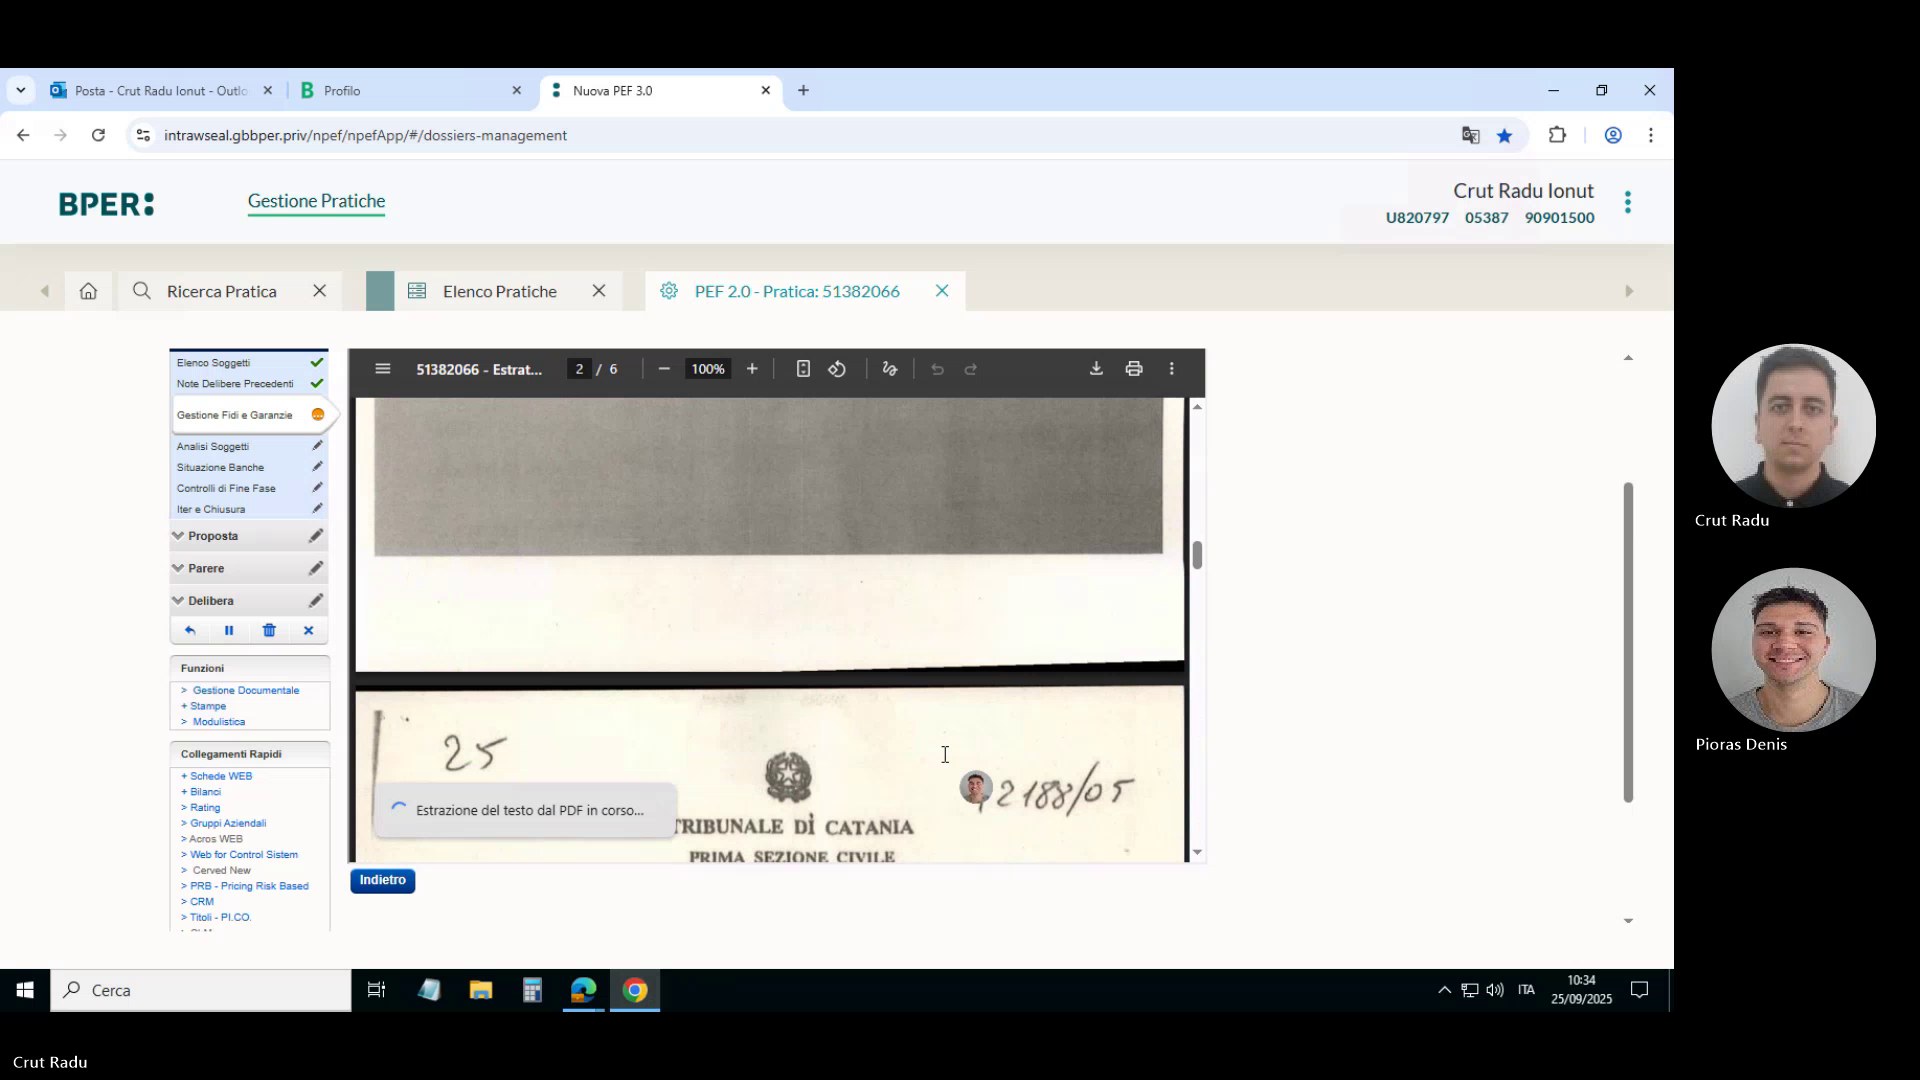 Posta - Crut Radu Ionut - Outlo
Profilo
Nuova PEF 3.0
intrawseal.gbbper.priv/npef/npefApp/#/dossiers-management
BPER:
Gestione Pratiche
Crut Radu Ionut
U820797 05387 90901500
Ricerca Pratica
Elenco Pratiche
PEF 2.0 - Pratica: 51382066
Elenco Soggetti
Note Delibere Precedenti
Gestione Fidi e Garanzie
Analisi Soggetti
Situazione Banche
Controlli di Fine Fase
Iter e Chiusura
Proposta
Parere
Delibera
Funzioni
> Gestione Documentale
+ Stampe
> Modulistica
Collegamenti Rapidi
+ Schede WEB
+ Bilanci
> Rating
> Gruppi Aziendali
> Acros WEB
> Web for Control Sistem
> Cerved New
> PRB - Pricing Risk Based
> CRM
> Titoli - PI.CO.
51382066 - Estrat...
2 / 6
100%
25
2188/05
TRIBUNALE DÌ CATANIA
PRIMA SEZIONE CIVILE
Estrazione del testo dal PDF in corso...
Indietro
Crut Radu
Pioras Denis
Cerca
ITA
10:34
25/09/2025
Crut Radu